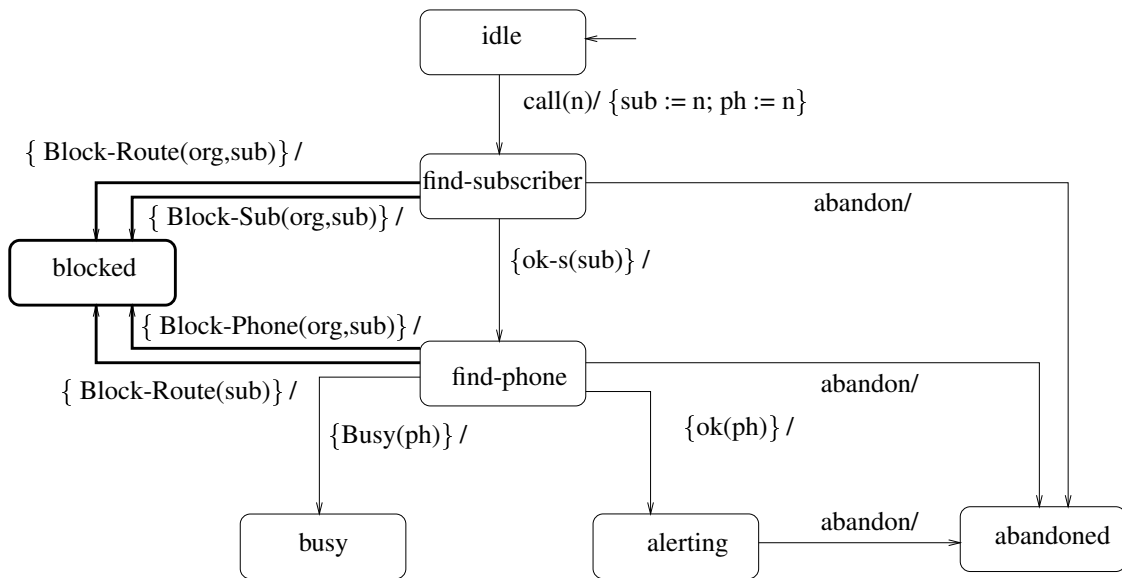 idle
call(n)/ {sub := n; ph := n}
{ Block-Route(org,sub)} /
find-subscriber
abandon/
{ Block-Sub(org,sub)} /
{ok-s(sub)} /
blocked
{ Block-Phone(org,sub)} /
find-phone
abandon/
{ Block-Route(sub)} /
{Busy(ph)} /
{ok(ph)} /
abandon/
busy
alerting
abandoned